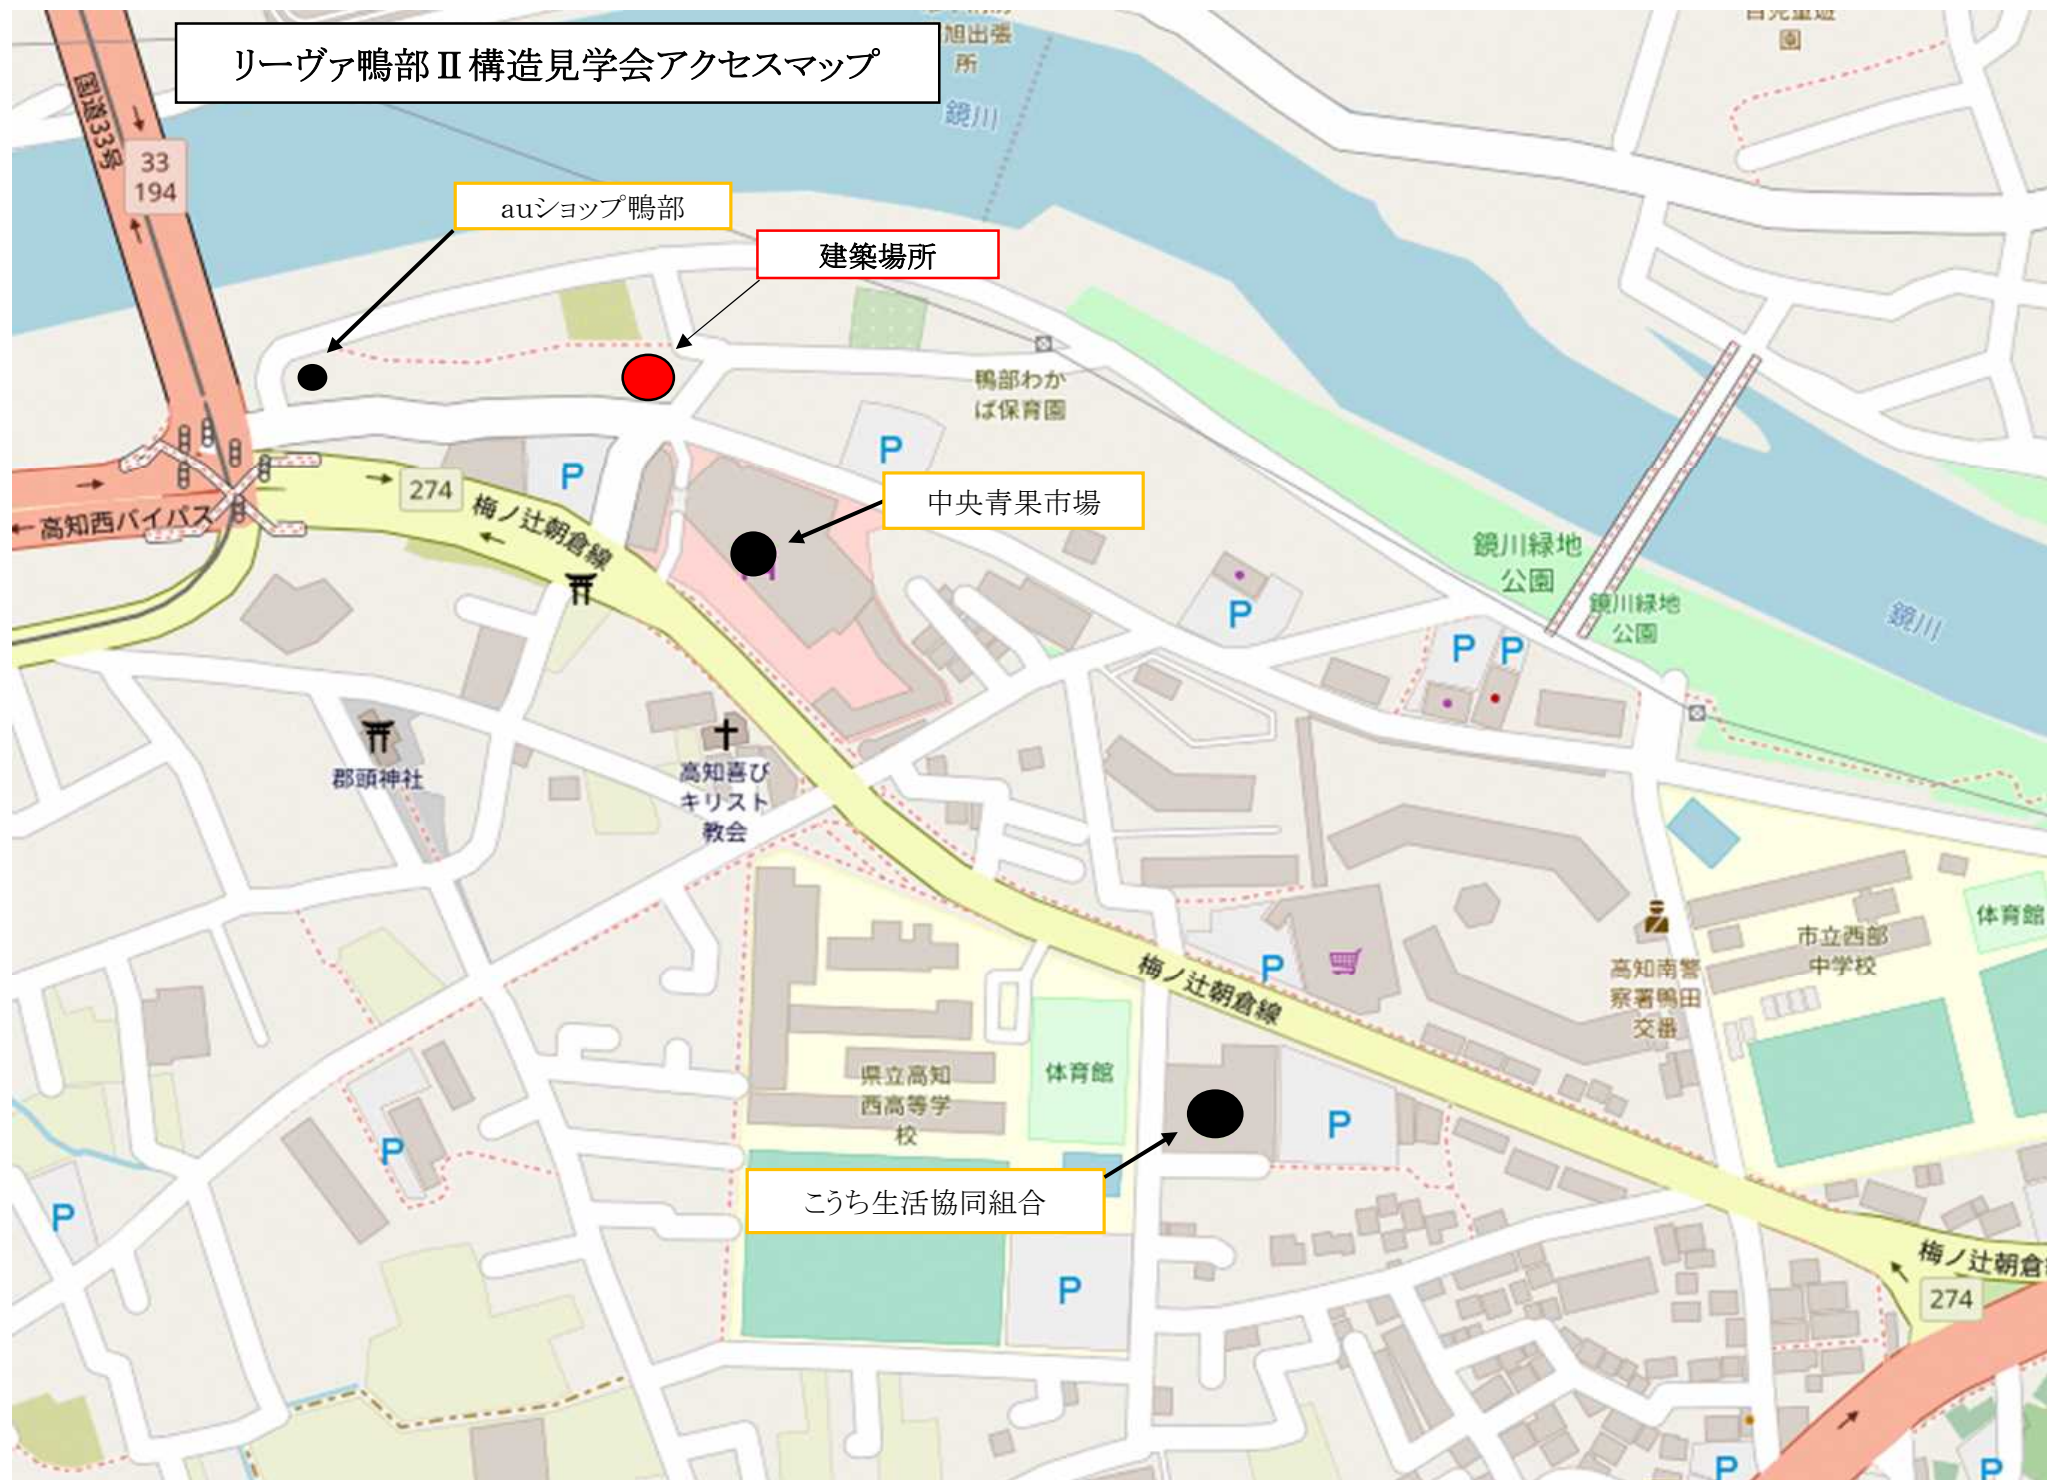 リーヴァ鴨部Ⅱ構造見学会アクセスマップ
旭出張
所
園
国道33号
33
194
鏡川
auショップ鴨部
建築場所
鴨部わか
ば保育園
P
P
274
梅ノ辻朝倉線
高知西バイパス
中央青果市場
鏡川緑地
公園
鏡川緑地
公園
鏡川
P
P
P
郡頭神社
高知喜び
キリスト
教会
体育館
市立西部
中学校
高知南警
察署鴨田
交番
P
梅ノ辻朝倉線
県立高知
西高等学
校
体育館
P
P
P
こうち生活協同組合
P
梅ノ辻朝倉
274
P
P